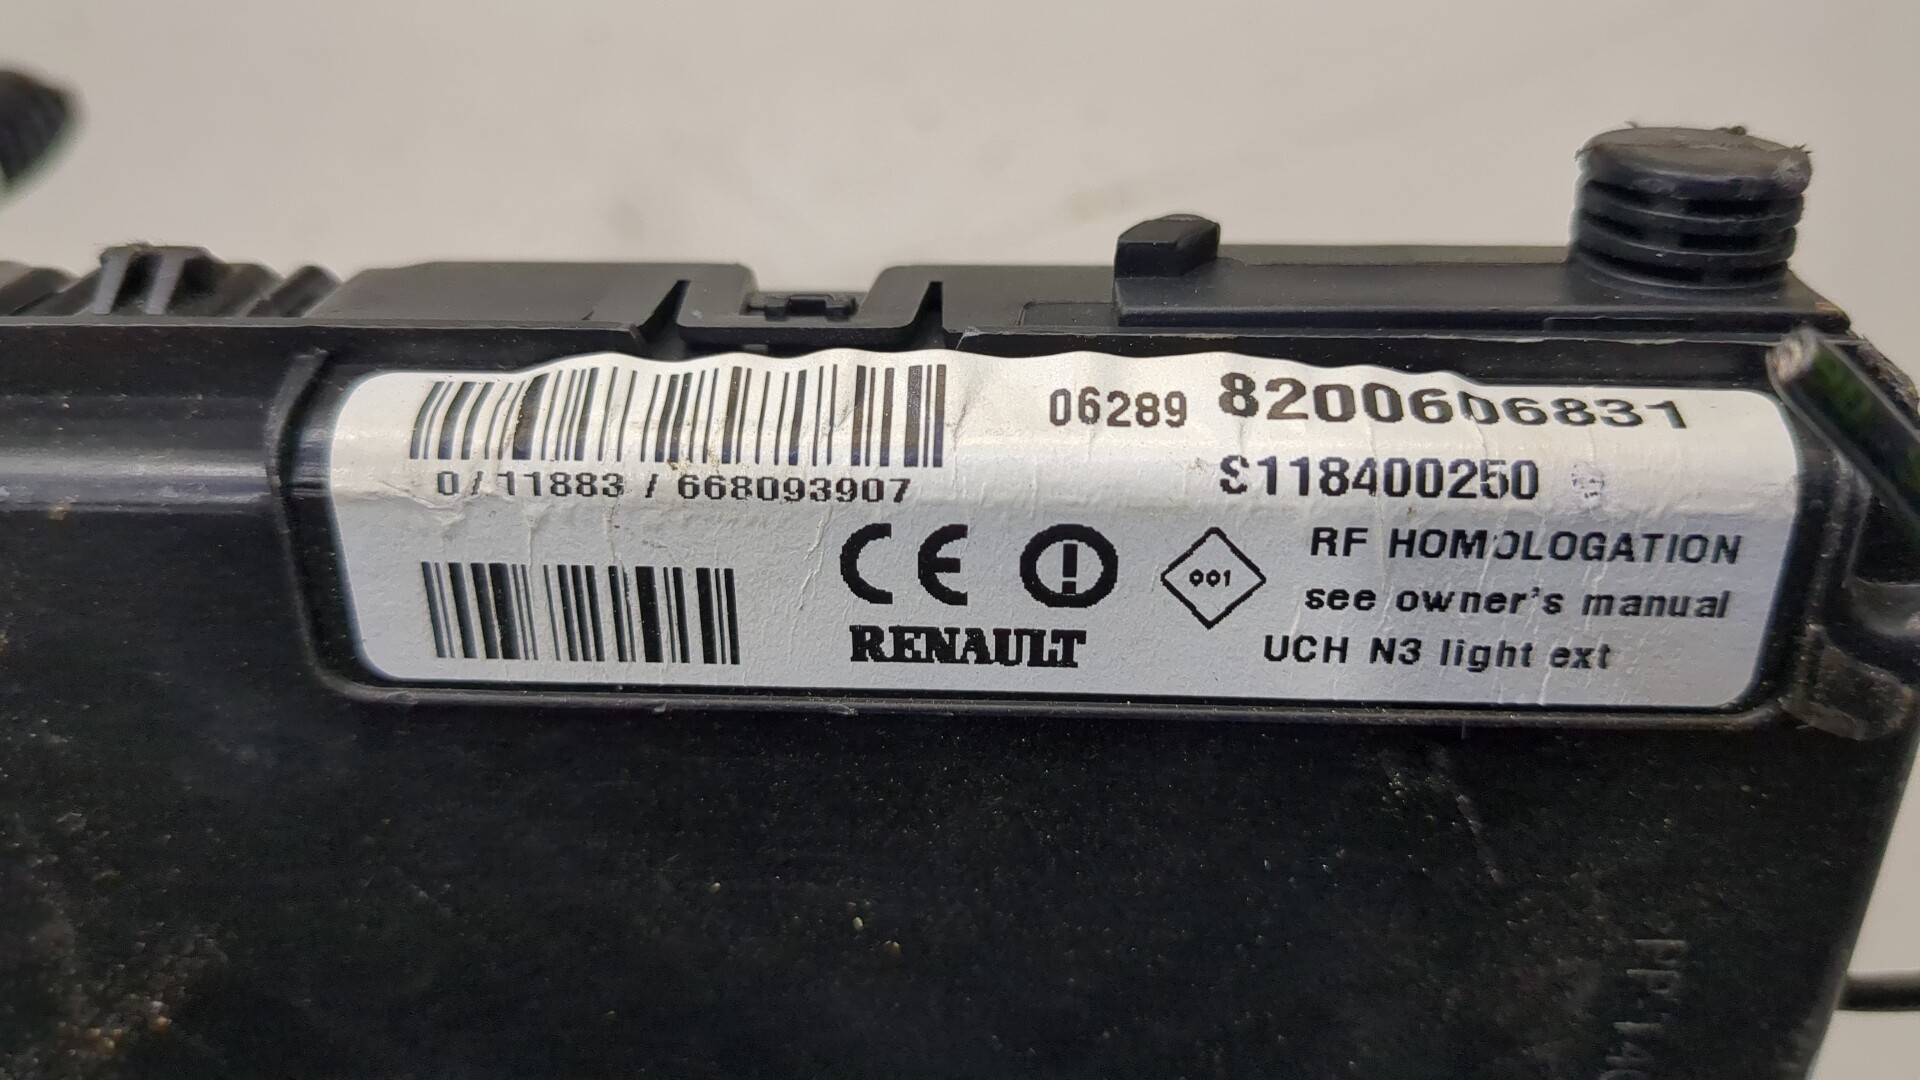 06289 8200606831
0/11883/668093907
S118400250
CE
001
RF HOMOLOGATION
see owner's manual
RENAULT
UCH N3 light ext